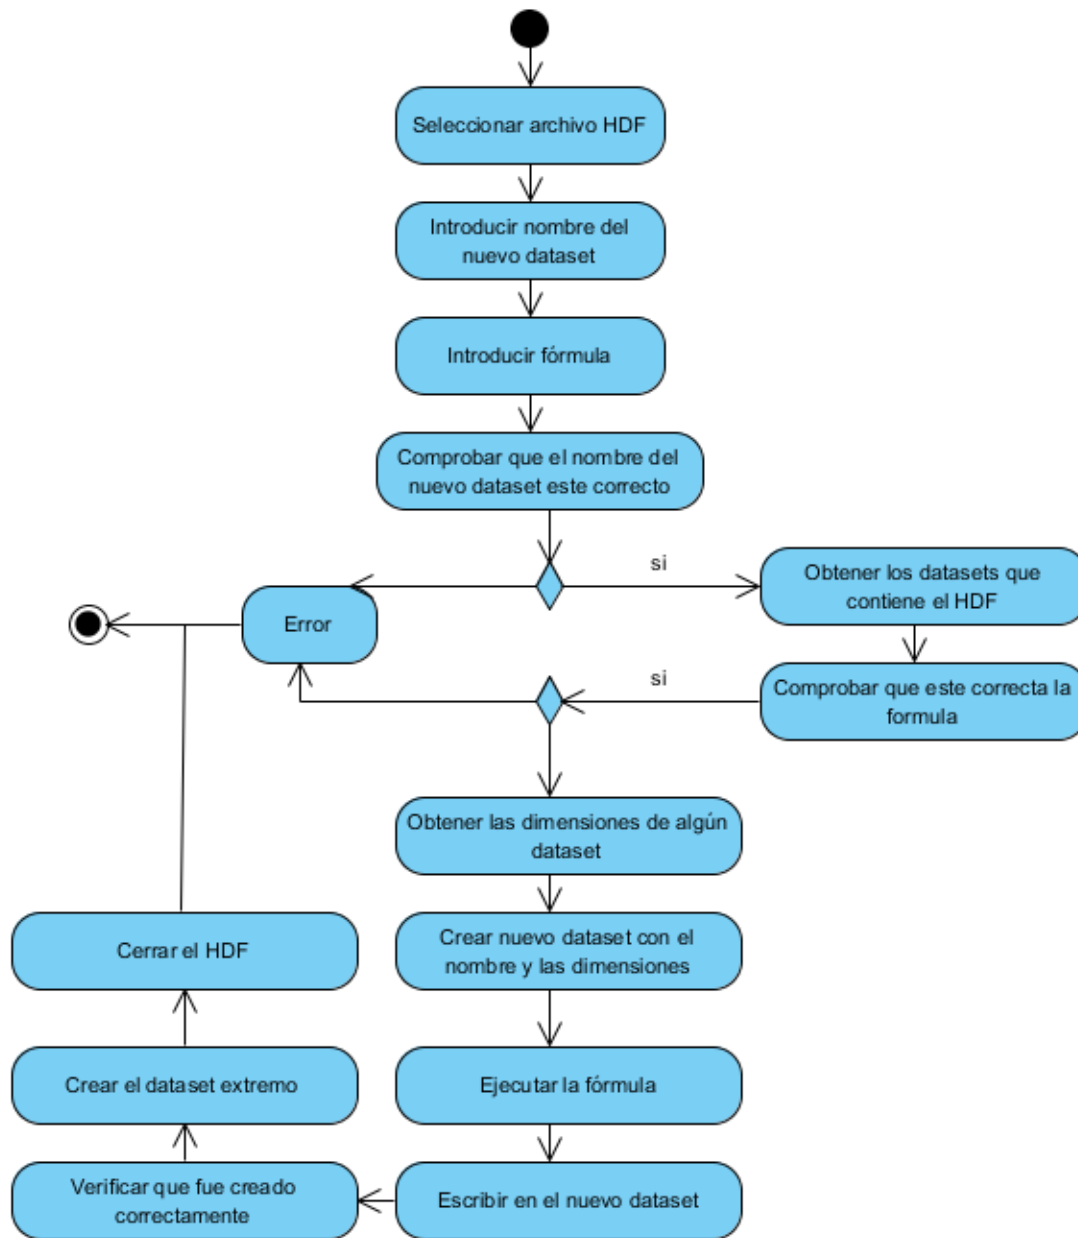 Seleccionar archivo HDF
Introducir nombre del
nuevo dataset
Introducir fórmula
Comprobar que el nombre del
nuevo dataset este correcto
si
Obtener los datasets que
contiene el HDF
Error
si
Comprobar que este correcta la
formula
Obtener las dimensiones de algún
dataset
Crear nuevo dataset con el
nombre y las dimensiones
Cerrar el HDF
Ejecutar la fórmula
Crear el dataset extremo
Escribir en el nuevo dataset
Verificar que fue creado
correctamente